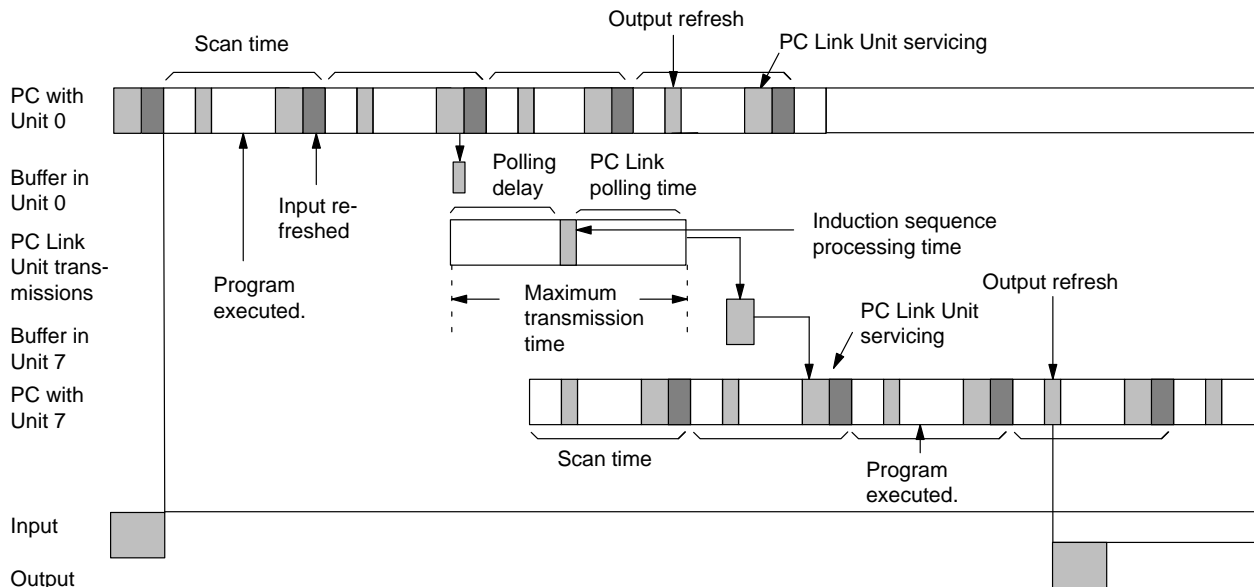 Output refresh
Scan time
PC Link Unit servicing
PC with
Unit 0
Buffer in
Unit 0
Polling
delay
PC Link
polling time
Input re-
freshed
Induction sequence
processing time
PC Link
Unit trans-
missions
Program
executed.
Maximum
transmission
time
Output refresh
PC Link Unit
servicing
Buffer in
Unit 7
PC with
Unit 7
Scan time
Program
executed.
Input
Output